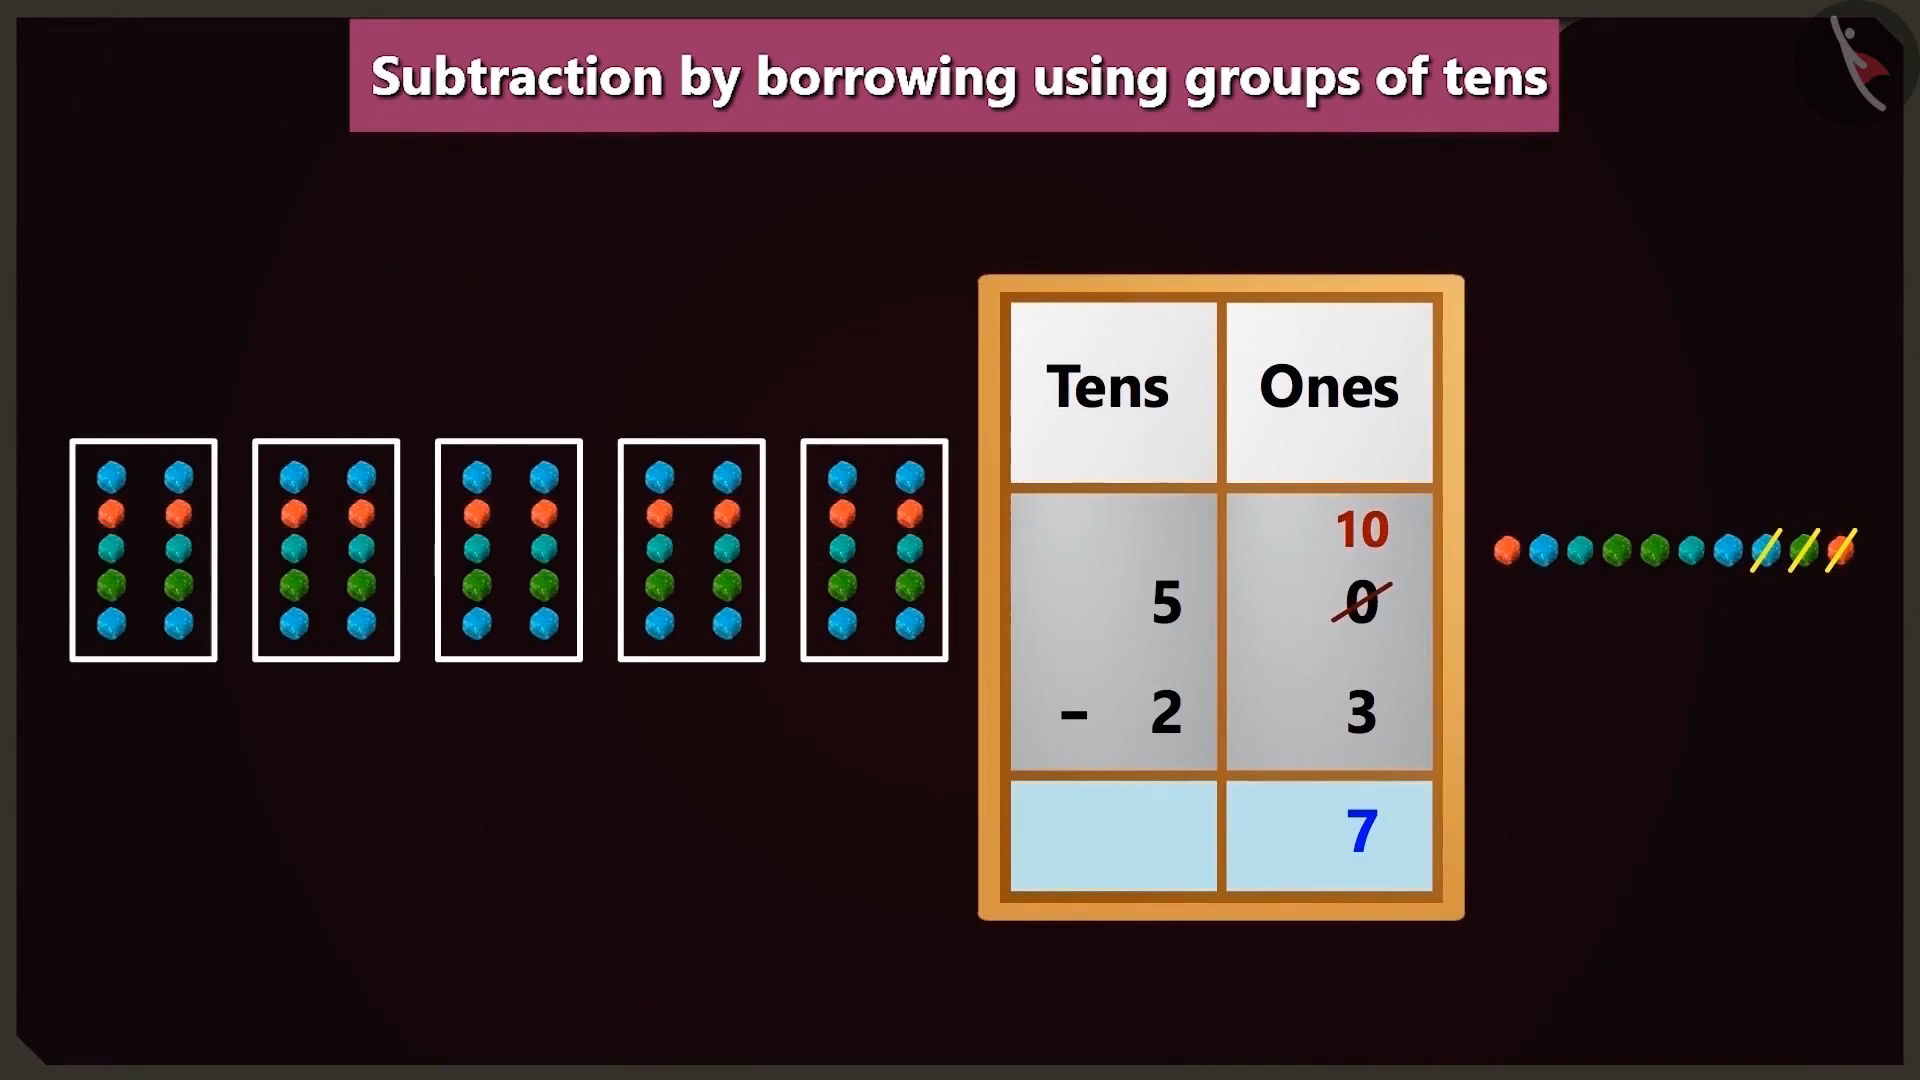 Subtraction by borrowing using groups of tens
Tens Ones
10
5 0
- 2 3
7